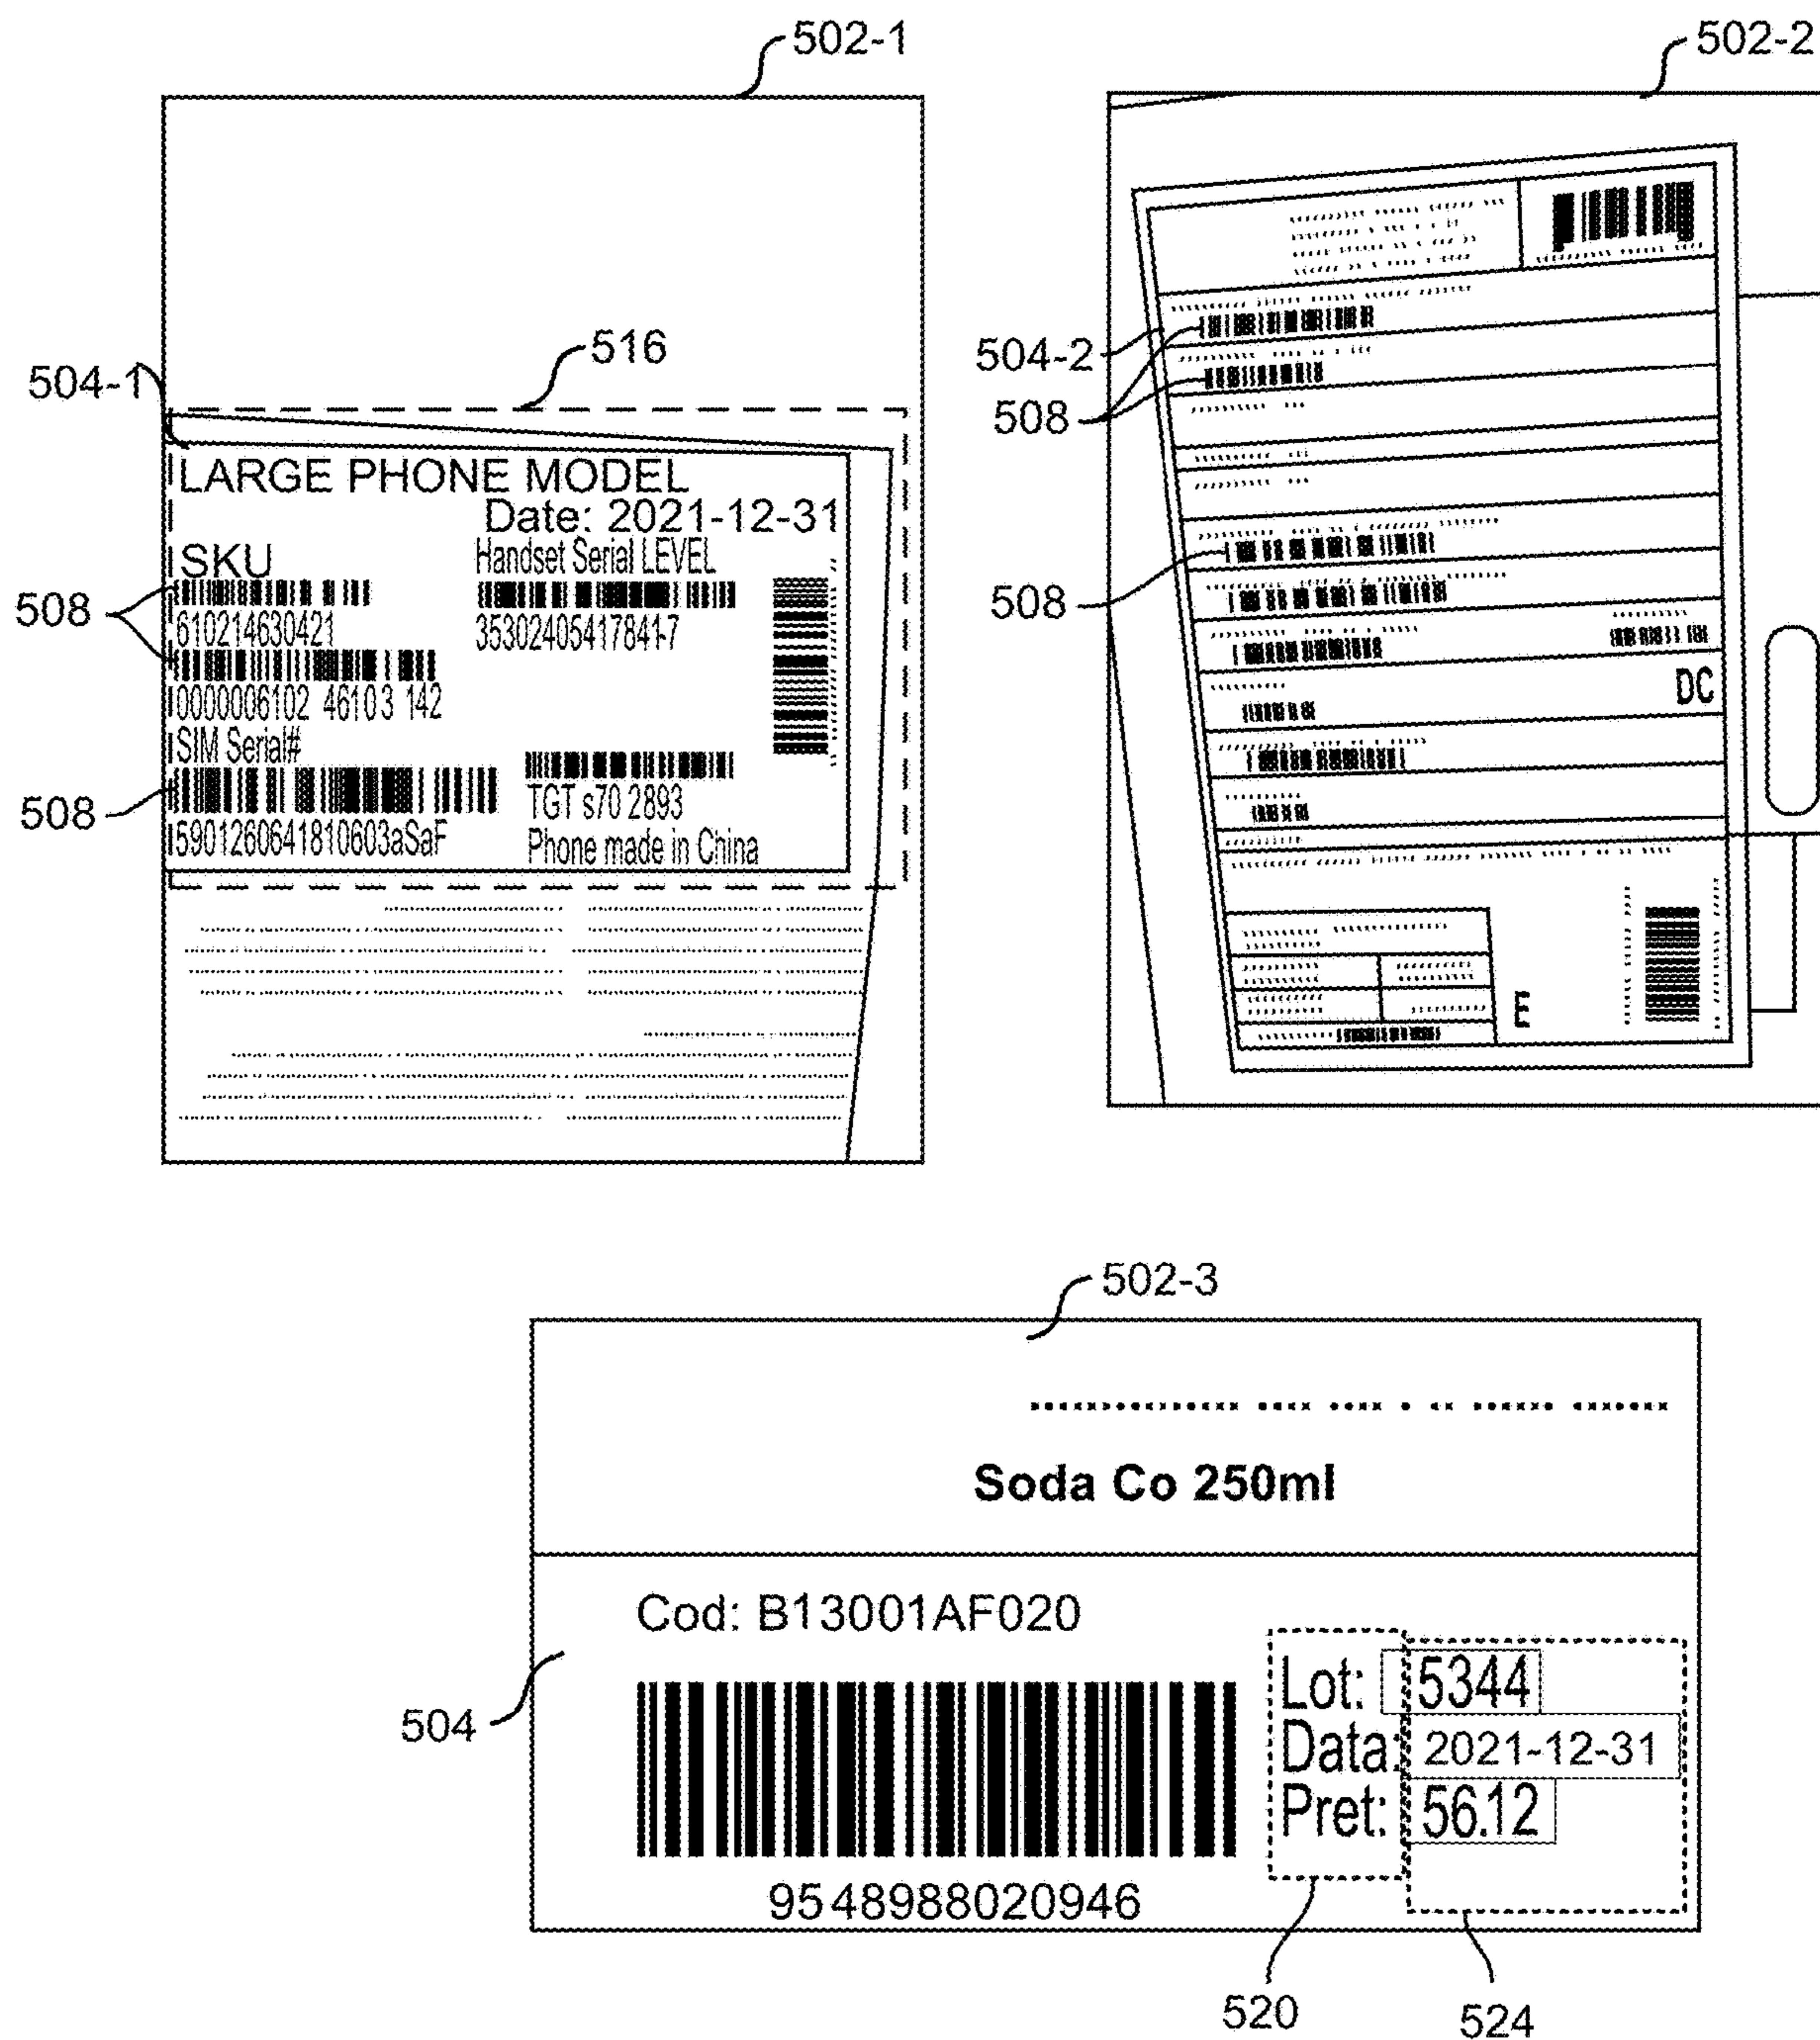 502-1
502-2
516
504-1
LARGE PHONE MODEL
Date: 2021-12-31
SKU
Handset Serial LEVEL
508
610214630421
35302405417841-7
0000006102 46103 142
SIM Serial#
508
TGT s70 2893
5901260641810603aSaF
Phone made in China
504-2
508
508
DC
E
502-3
Soda Co 250ml
Cod: B13001AF020
504
Lot: 5344
Data: 2021-12-31
Pret: 56.12
9548988020946
520
524